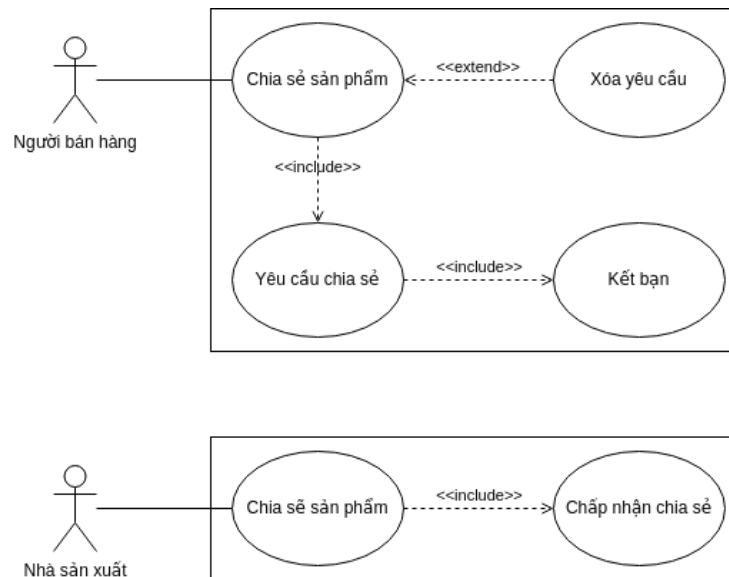 Chia sẻ sản phẩm
<<extend>>
Xóa yêu cầu
Người bán hàng
<<include>>
Yêu cầu chia sẻ
<<include>>
Kết bạn
Chia sẽ sản phẩm
<<include>>
Chấp nhận chia sẻ
Nhà sản xuất